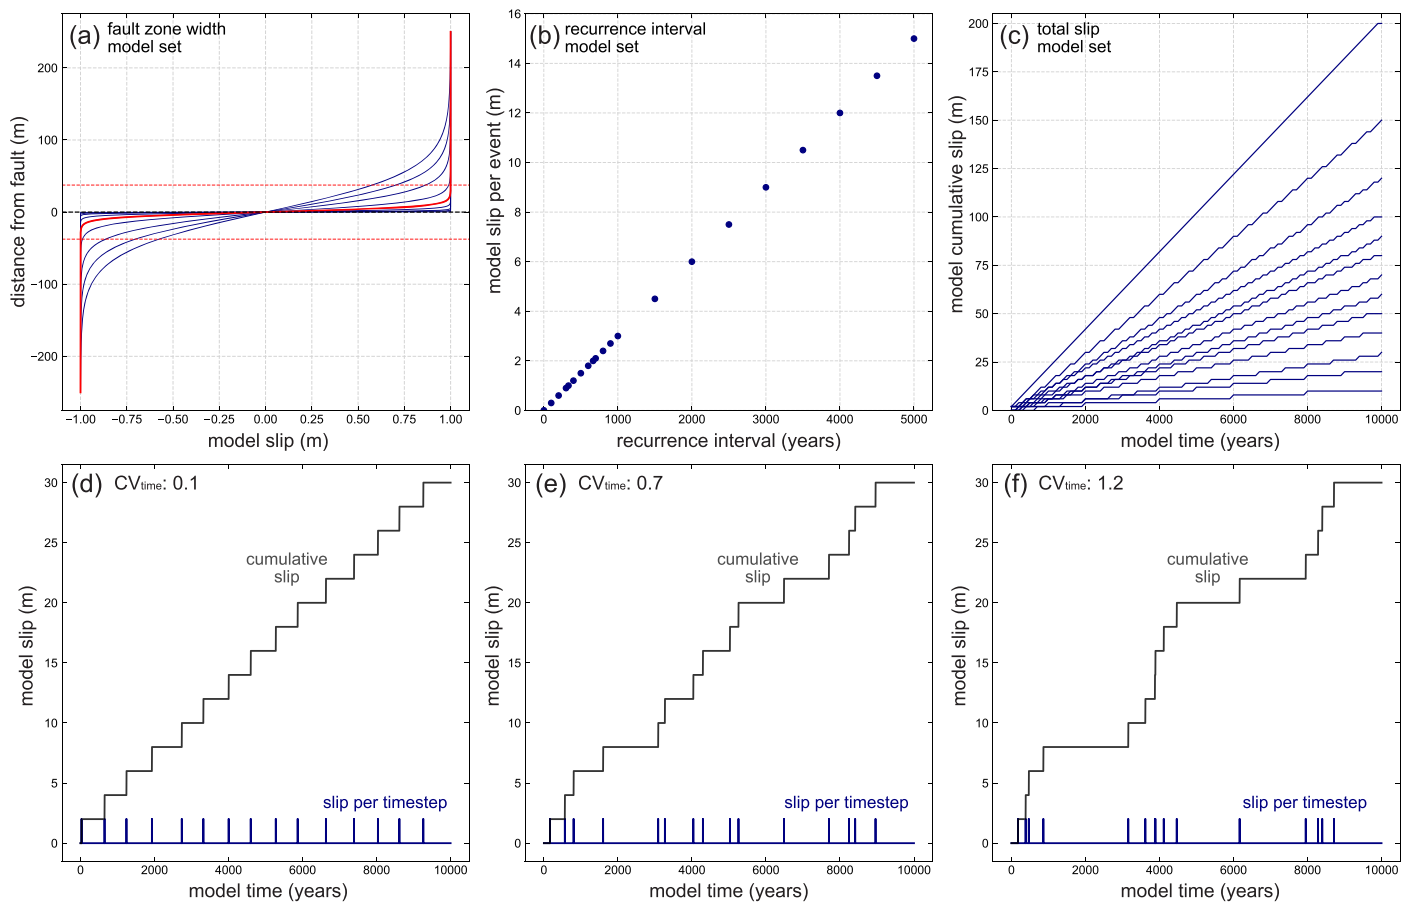 (a) fault zone width
model set
distance from fault (m)
200
100
0
−100
−200
−1.00 −0.75 −0.50 −0.25 0.00 0.25 0.50 0.75 1.00
model slip (m)
(b) recurrence interval
model set
model slip per event (m)
16
14
12
10
8
6
4
2
0
0 1000 2000 3000 4000 5000
recurrence interval (years)
(c) total slip
model set
model cumulative slip (m)
200
175
150
125
100
75
50
25
0
0 2000 4000 6000 8000 10000
model time (years)
(d) CVtime: 0.1
cumulative
slip
slip per timestep
model slip (m)
30
25
20
15
10
5
0
0 2000 4000 6000 8000 10000
model time (years)
(e) CVtime: 0.7
cumulative
slip
slip per timestep
model slip (m)
30
25
20
15
10
5
0
0 2000 4000 6000 8000 10000
model time (years)
(f) CVtime: 1.2
cumulative
slip
slip per timestep
model slip (m)
30
25
20
15
10
5
0
0 2000 4000 6000 8000 10000
model time (years)